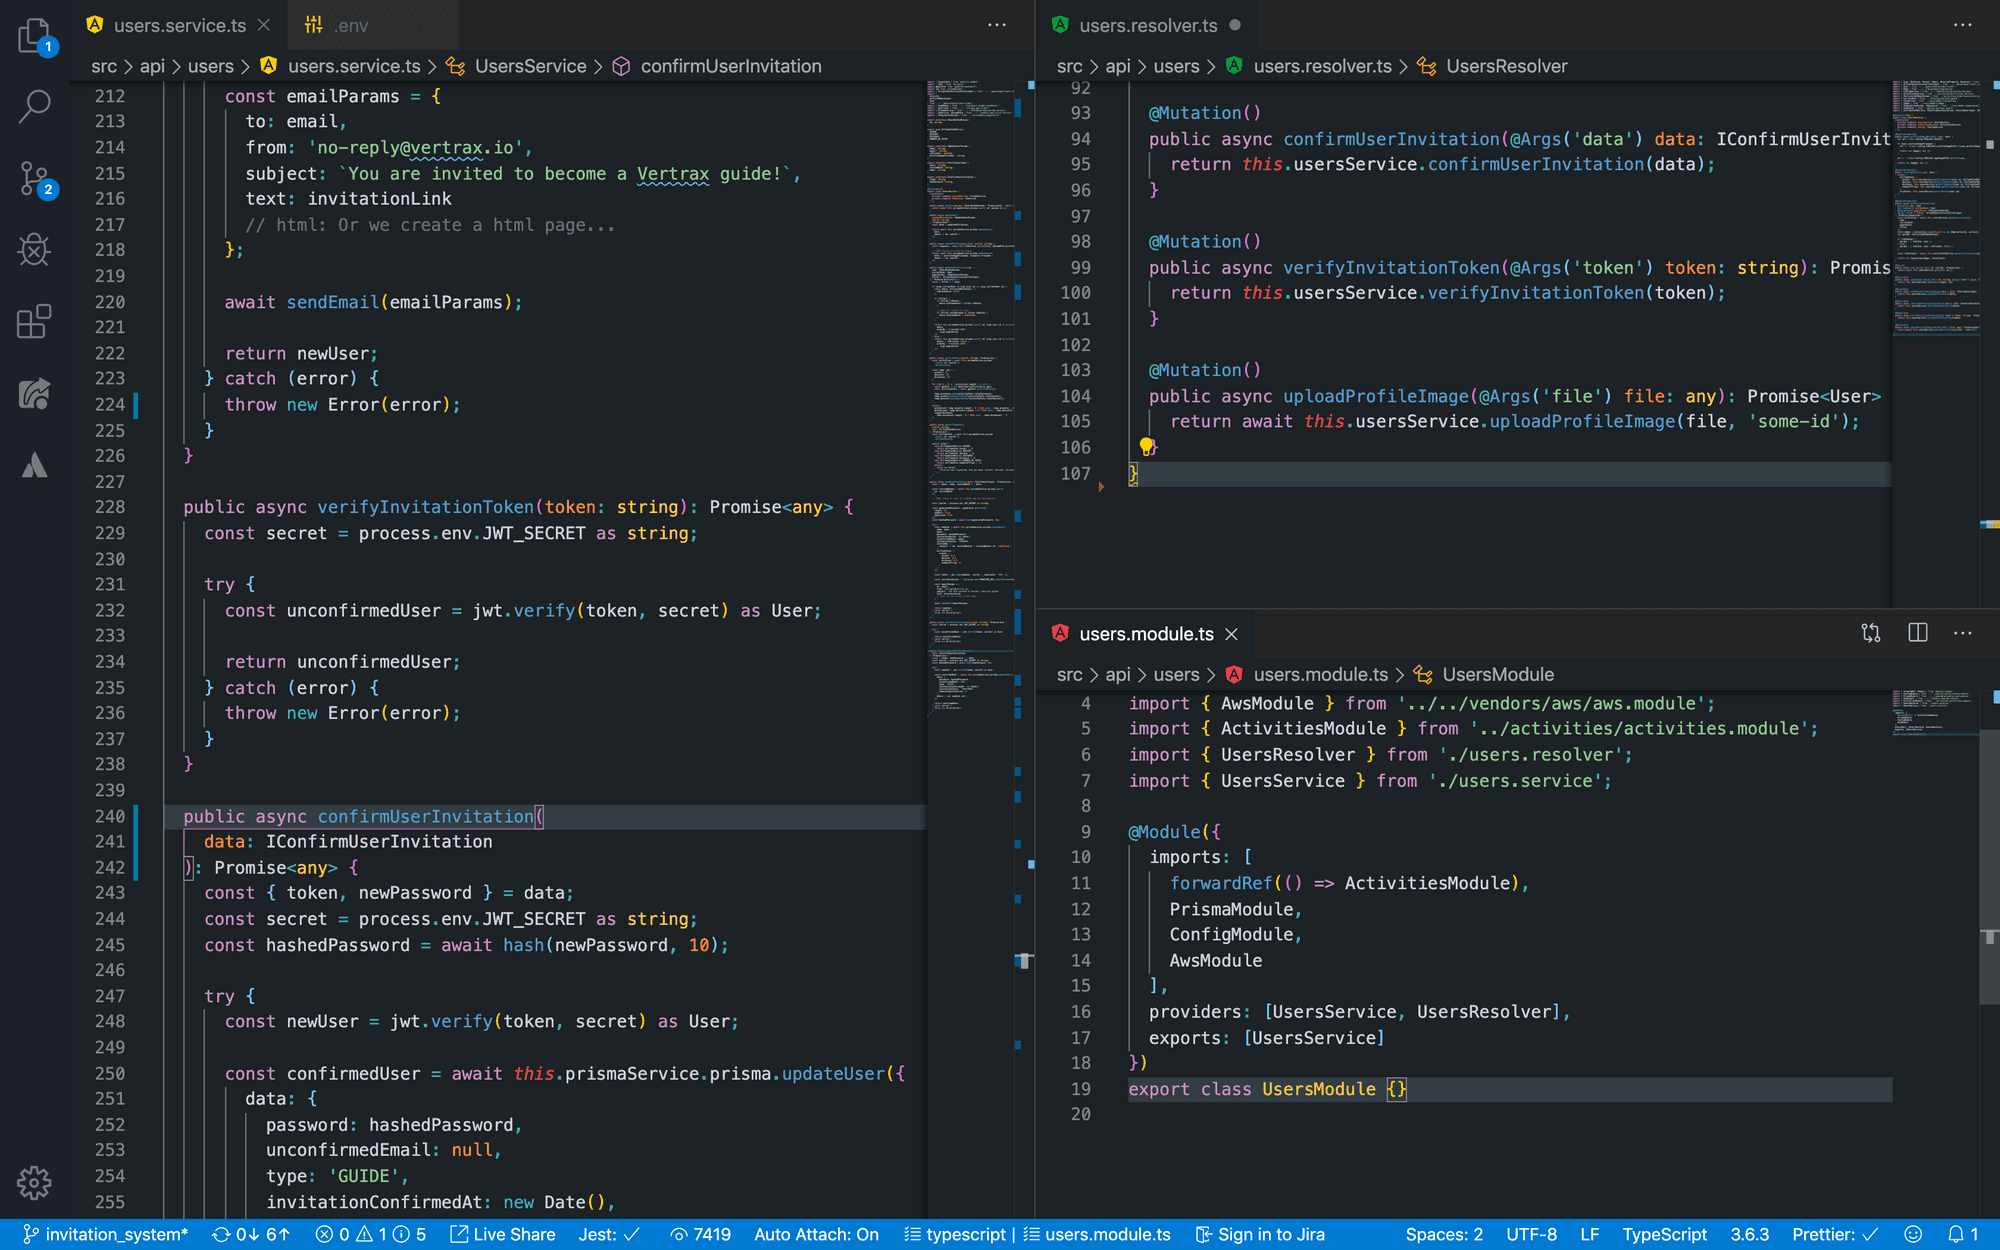 users.service.ts
.env
src > api > users > users.service.ts > UsersService > confirmUserInvitation
212 const emailParams = {
213 to: email,
214 from: 'no-reply@vertrax.io',
215 subject: `You are invited to become a Vertrax guide!`,
216 text: invitationLink
217 // html: Or we create a html page...
218 };
219
220 await sendEmail(emailParams);
221
222 return newUser;
223 } catch (error) {
224 throw new Error(error);
225 }
226 }
227
228 public async verifyInvitationToken(token: string): Promise<any> {
229 const secret = process.env.JWT_SECRET as string;
230
231 try {
232 const unconfirmedUser = jwt.verify(token, secret) as User;
233
234 return unconfirmedUser;
235 } catch (error) {
236 throw new Error(error);
237 }
238 }
239
240 public async confirmUserInvitation(
241 data: IConfirmUserInvitation
242 ): Promise<any> {
243 const { token, newPassword } = data;
244 const secret = process.env.JWT_SECRET as string;
245 const hashedPassword = await hash(newPassword, 10);
246
247 try {
248 const newUser = jwt.verify(token, secret) as User;
249
250 const confirmedUser = await this.prismaService.prisma.updateUser({
251 data: {
252 password: hashedPassword,
253 unconfirmedEmail: null,
254 type: 'GUIDE',
255 invitationConfirmedAt: new Date(),
users.resolver.ts
src > api > users > users.resolver.ts > UsersResolver
92
93 @Mutation()
94 public async confirmUserInvitation(@Args('data') data: IConfirmUserInvit
95 return this.usersService.confirmUserInvitation(data);
96 }
97
98 @Mutation()
99 public async verifyInvitationToken(@Args('token') token: string): Promis
100 return this.usersService.verifyInvitationToken(token);
101 }
102
103 @Mutation()
104 public async uploadProfileImage(@Args('file') file: any): Promise<User>
105 return await this.usersService.uploadProfileImage(file, 'some-id');
106 }
107 }
users.module.ts
src > api > users > users.module.ts > UsersModule
4 import { AwsModule } from '../../vendors/aws/aws.module';
5 import { ActivitiesModule } from '../activities/activities.module';
6 import { UsersResolver } from './users.resolver';
7 import { UsersService } from './users.service';
8
9 @Module({
10 imports: [
11 forwardRef(() => ActivitiesModule),
12 PrismaModule,
13 ConfigModule,
14 AwsModule
15 ],
16 providers: [UsersService, UsersResolver],
17 exports: [UsersService]
18 })
19 export class UsersModule {}
20
1
2
invitation_system* 0↓ 6↑ 0 1 5 Live Share Jest: ✓ 7419 Auto Attach: On typescript | users.module.ts Sign in to Jira Spaces: 2 UTF-8 LF TypeScript 3.6.3 Prettier: ✓ 1